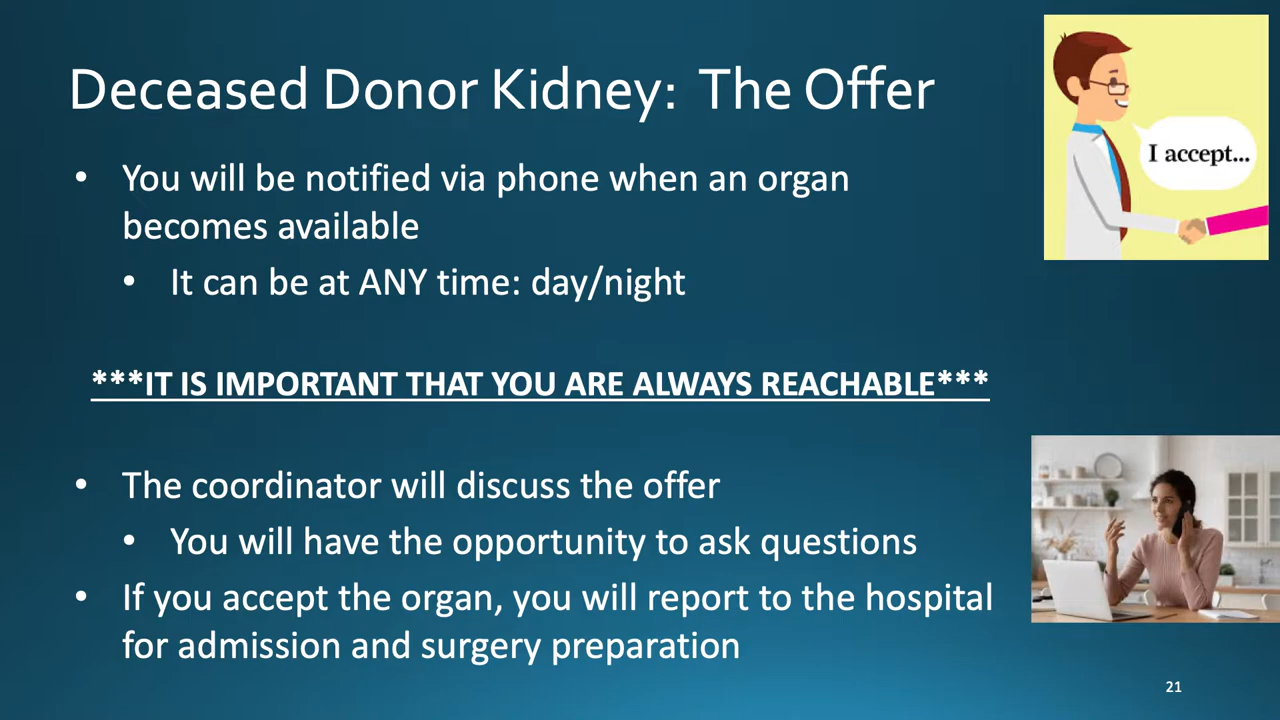 Deceased Donor Kidney: The Offer
I accept...
• You will be notified via phone when an organ
becomes available
• It can be at ANY time: day/night
***IT IS IMPORTANT THAT YOU ARE ALWAYS REACHABLE***
• The coordinator will discuss the offer
• You will have the opportunity to ask questions
• If you accept the organ, you will report to the hospital
for admission and surgery preparation
21